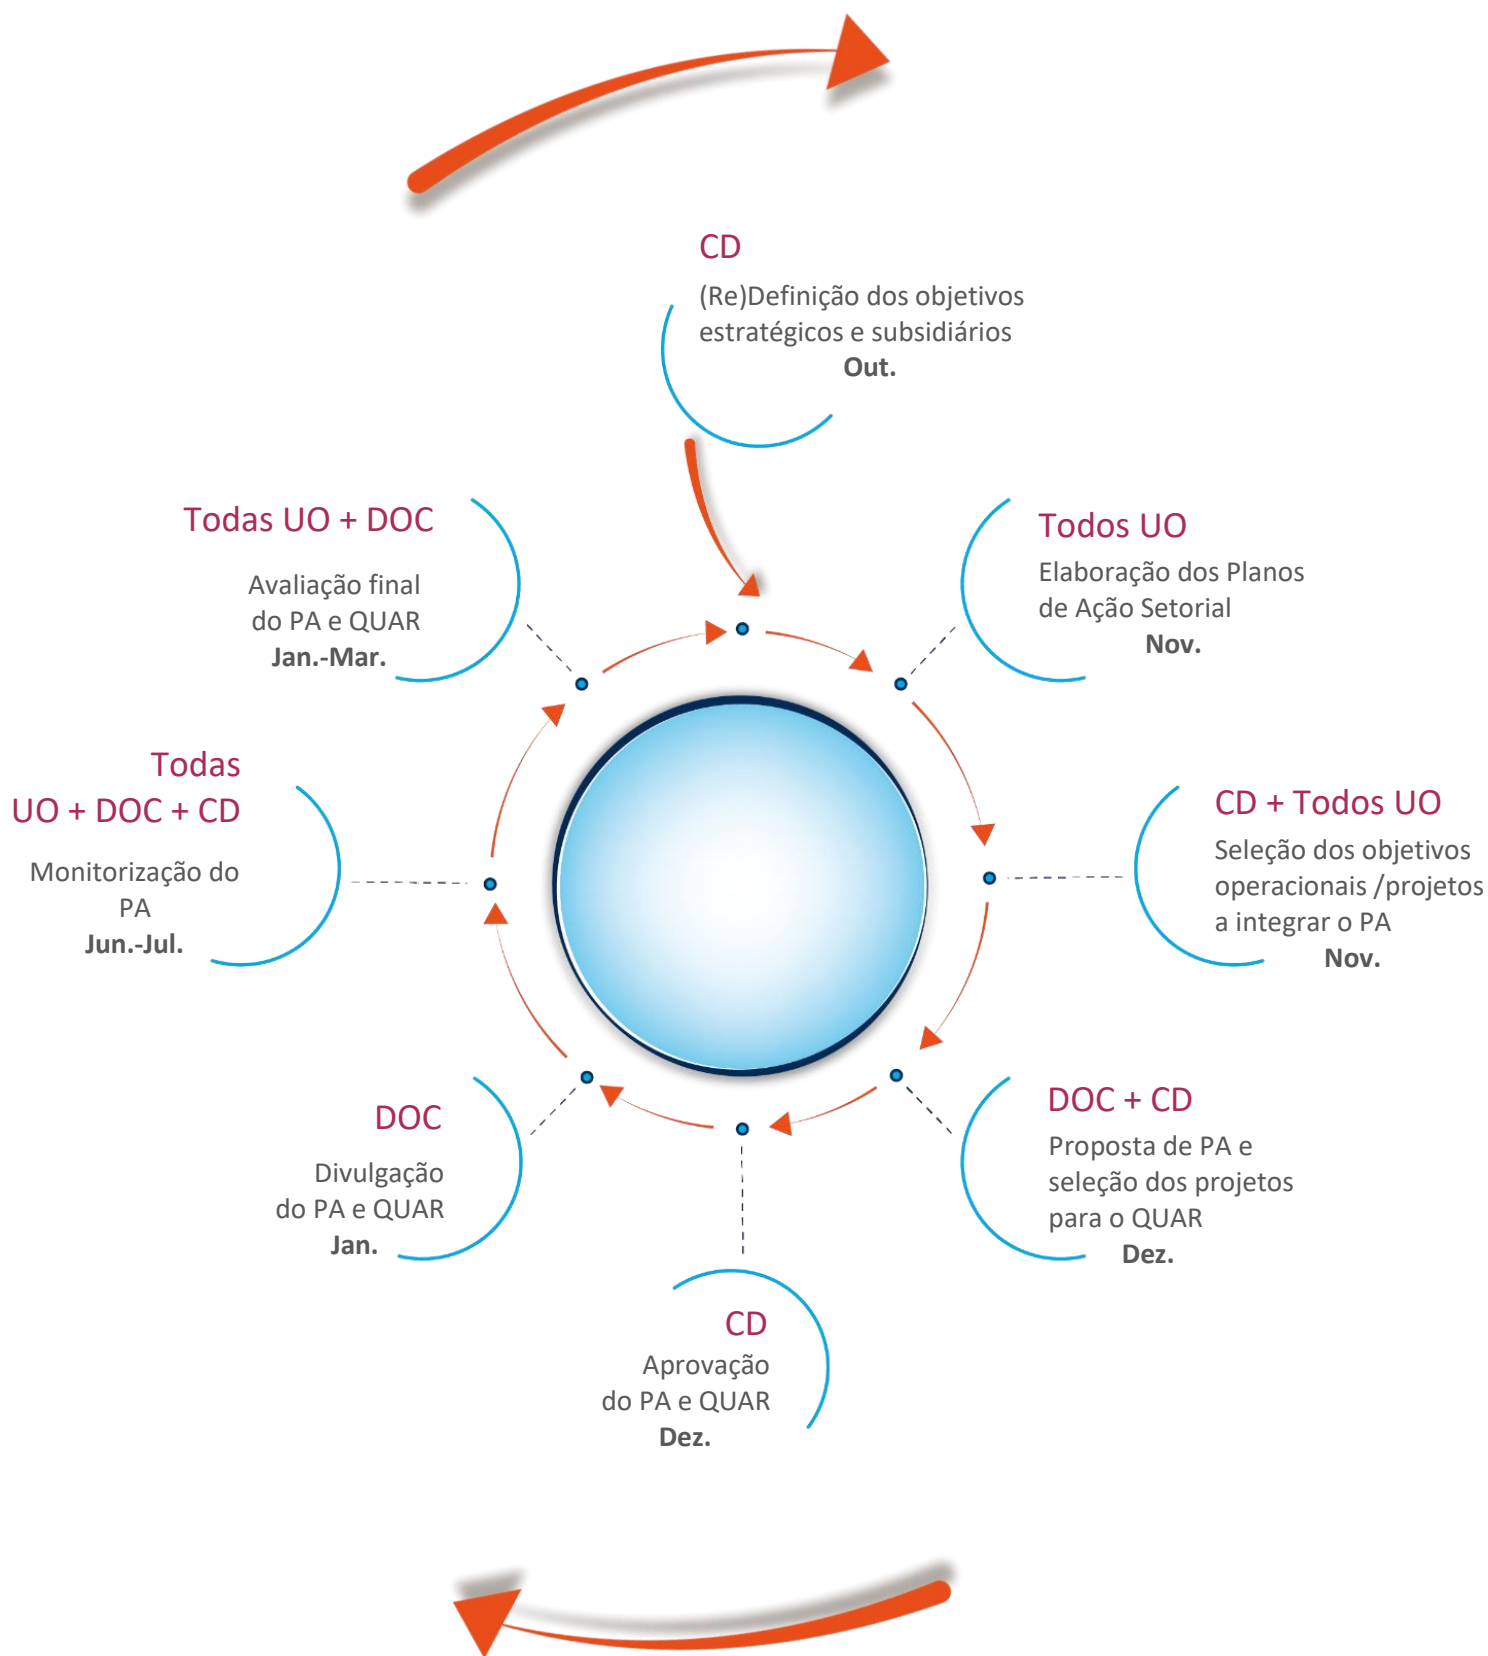 CD
(Re)Definição dos objetivos
estratégicos e subsidiários
Out.
Todos UO
Elaboração dos Planos
de Ação Setorial
Nov.
CD + Todos UO
Seleção dos objetivos
operacionais /projetos
a integrar o PA
Nov.
DOC + CD
Proposta de PA e
seleção dos projetos
para o QUAR
Dez.
CD
Aprovação
do PA e QUAR
Dez.
DOC
Divulgação
do PA e QUAR
Jan.
Todas
UO + DOC + CD
Monitorização do
PA
Jun.-Jul.
Todas UO + DOC
Avaliação final
do PA e QUAR
Jan.-Mar.